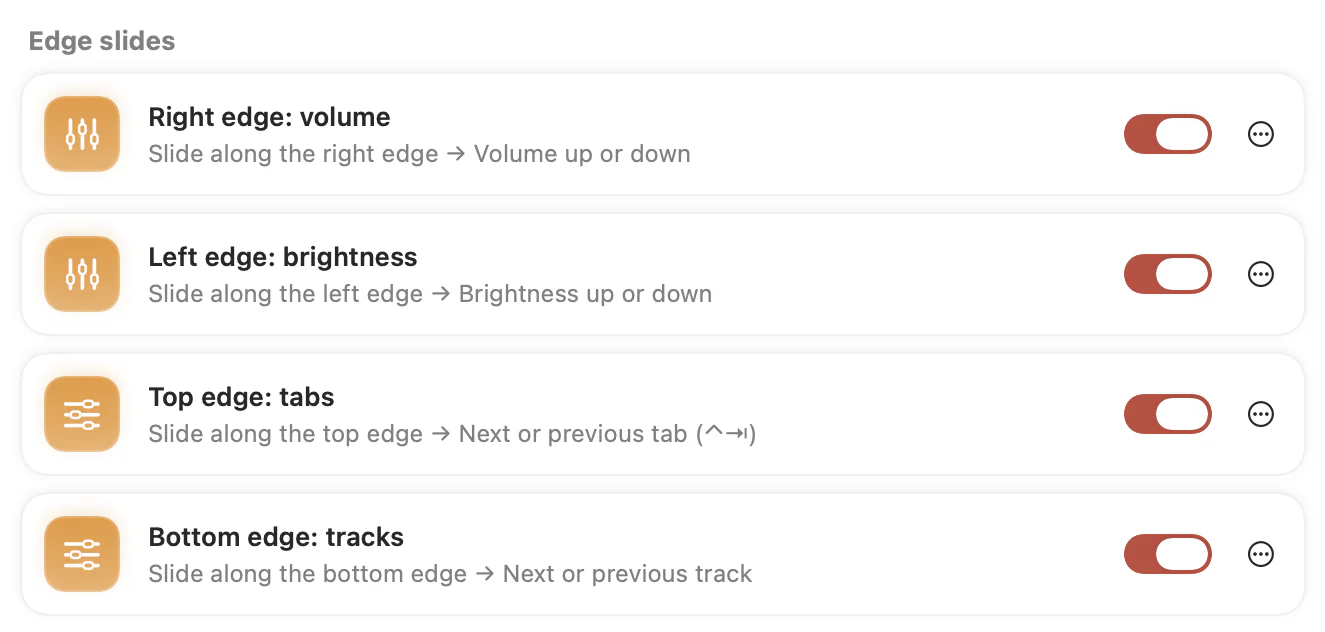 Edge slides
Right edge: volume
Slide along the right edge → Volume up or down
Left edge: brightness
Slide along the left edge → Brightness up or down
Top edge: tabs
Slide along the top edge → Next or previous tab (^⇥)
Bottom edge: tracks
Slide along the bottom edge → Next or previous track